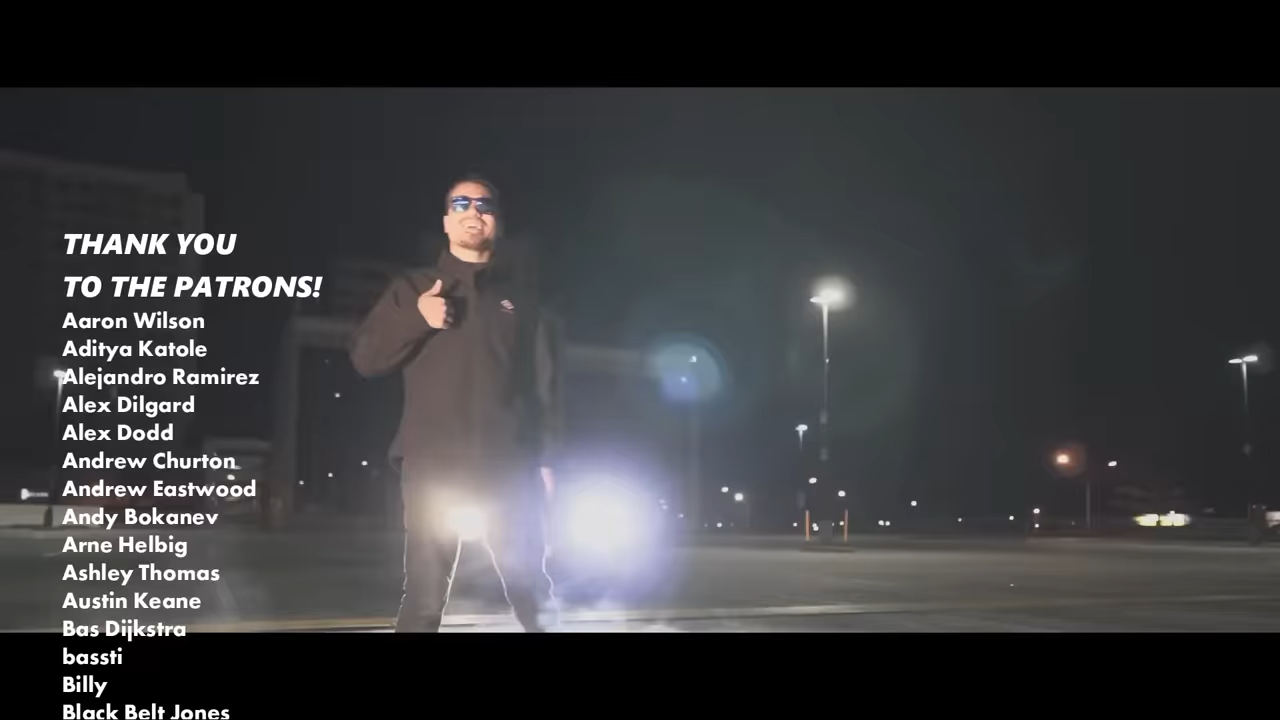 THANK YOU
TO THE PATRONS!
Aaron Wilson
Aditya Katole
Alejandro Ramirez
Alex Dilgard
Alex Dodd
Andrew Churton
Andrew Eastwood
Andy Bokanev
Arne Helbig
Ashley Thomas
Austin Keane
Bas Dijkstra
bassti
Billy
Black Belt Jones